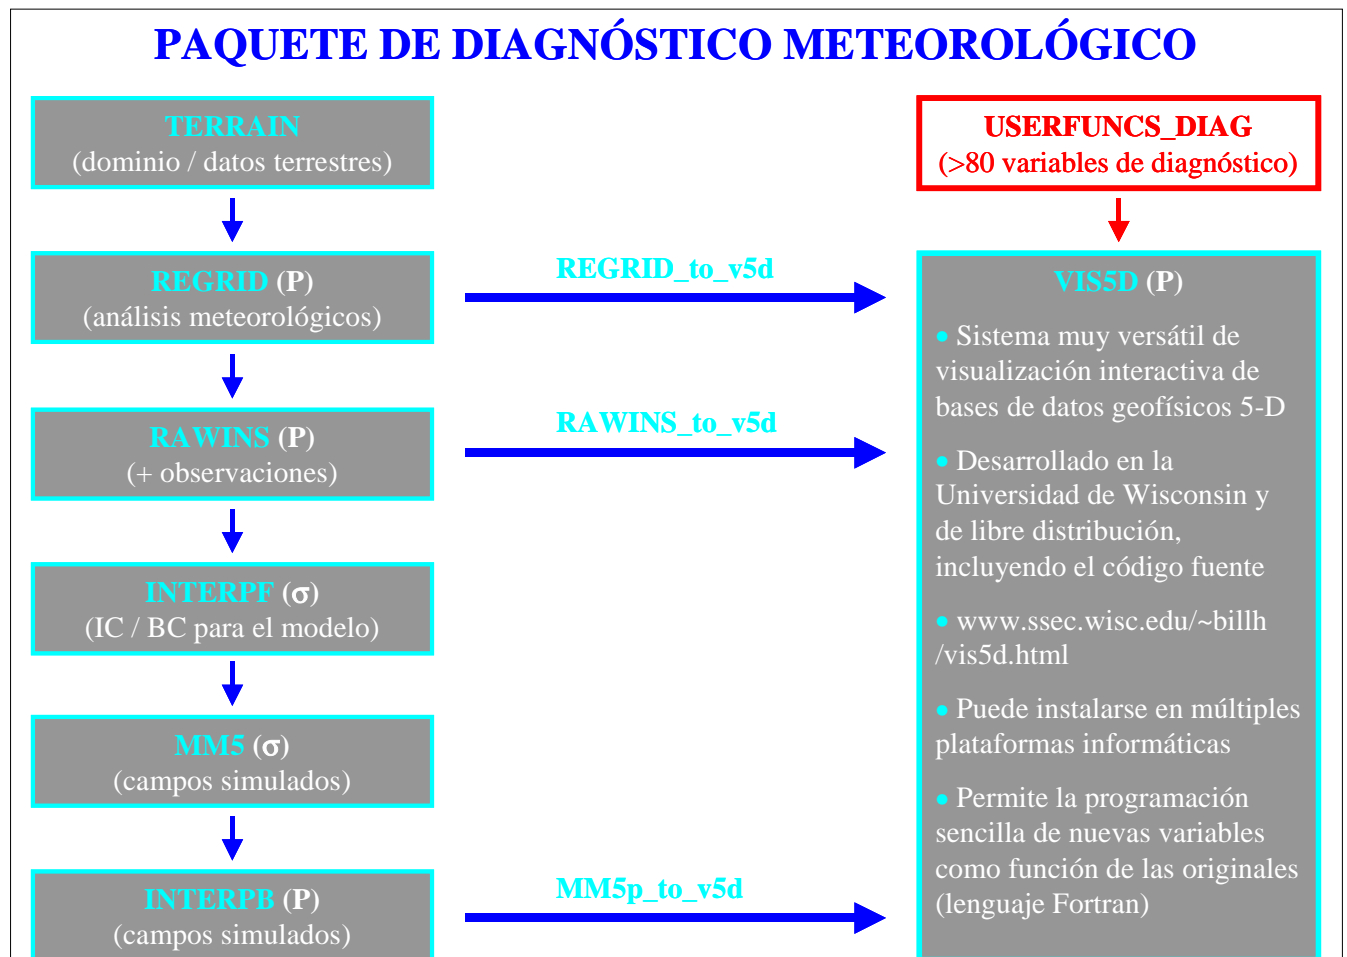 PAQUETE DE DIAGNÓSTICO METEOROLÓGICO
TERRAIN
(dominio / datos terrestres)
REGRID (P)
(análisis meteorológicos)
RAWINS (P)
(+ observaciones)
INTERPF (σ)
(IC / BC para el modelo)
MM5 (σ)
(campos simulados)
INTERPB (P)
(campos simulados)
REGRID_to_v5d
RAWINS_to_v5d
MM5p_to_v5d
USERFUNCS_DIAG
(>80 variables de diagnóstico)
VIS5D (P)
• Sistema muy versátil de
visualización interactiva de
bases de datos geofísicos 5-D
• Desarrollado en la
Universidad de Wisconsin y
de libre distribución,
incluyendo el código fuente
• www.ssec.wisc.edu/~billh
/vis5d.html
• Puede instalarse en múltiples
plataformas informáticas
• Permite la programación
sencilla de nuevas variables
como función de las originales
(lenguaje Fortran)